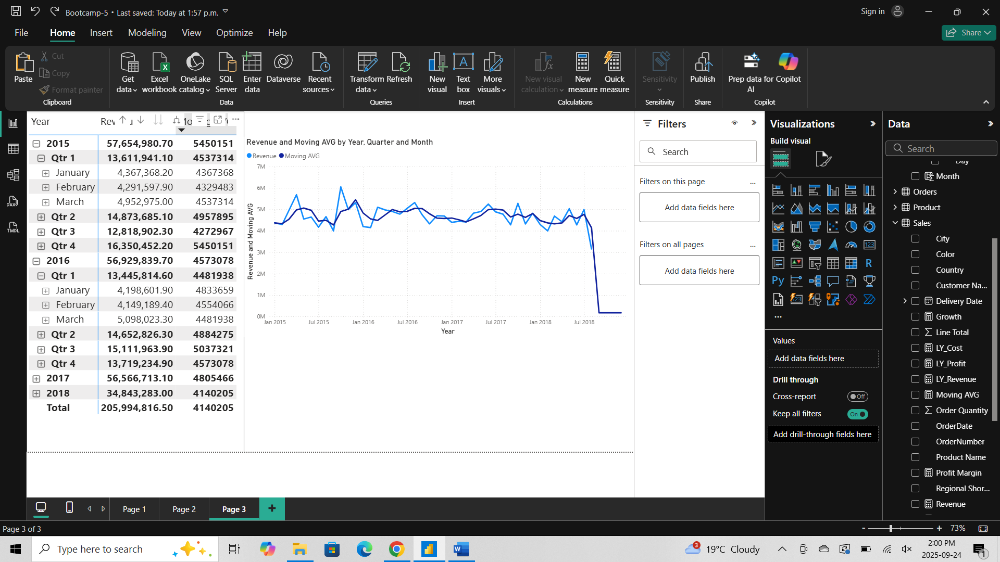 Bootcamp-5 • Last saved: Today at 1:57 p.m.
Sign in
File Home Insert Modeling View Optimize Help
Share
Paste
Cut
Copy
Format painter
Clipboard
Get data
Excel workbook
OneLake catalog
SQL Server
Enter data
Dataverse
Recent sources
Data
Transform data
Refresh
Queries
New visual
Text box
More visuals
Insert
New visual calculation
New measure
Quick measure
Calculations
Sensitivity
Sensitivity
Publish
Share
Prep data for AI
Copilot
Copilot
Year
2015 57,654,980.70 5450151
Qtr 1 13,611,941.10 4537314
January 4,367,368.20 4367368
February 4,291,597.90 4329483
March 4,952,975.00 4537314
Qtr 2 14,873,685.10 4957895
Qtr 3 12,818,902.30 4272967
Qtr 4 16,350,452.20 5450151
2016 56,929,839.70 4573078
Qtr 1 13,445,814.60 4481938
January 4,198,601.90 4833659
February 4,149,189.40 4554066
March 5,098,023.30 4481938
Qtr 2 14,652,826.30 4884275
Qtr 3 15,111,963.90 5037321
Qtr 4 13,719,234.90 4573078
2017 56,566,713.10 4805466
2018 34,843,283.00 4140205
Total 205,994,816.50 4140205
Revenue and Moving AVG by Year, Quarter and Month
Revenue Moving AVG
Revenue and Moving AVG
7M
6M
5M
4M
3M
2M
1M
0M
Jan 2015 Jul 2015 Jan 2016 Jul 2016 Jan 2017 Jul 2017 Jan 2018 Jul 2018
Year
Filters
Search
Filters on this page ...
Add data fields here
Filters on all pages ...
Add data fields here
Visualizations
Build visual
123
R
Py
123
...
Values
Add data fields here
Drill through
Cross-report Off
Keep all filters On
Add drill-through fields here
Data
Search
Day
Month
Orders
Product
Sales
City
Color
Country
Customer Na...
Delivery Date
Growth
Line Total
LY_Cost
LY_Profit
LY_Revenue
Moving AVG
Order Quantity
OrderDate
OrderNumber
Product Name
Profit Margin
Regional Shor...
Revenue
DAX
TMDL
Page 1 Page 2 Page 3 +
Page 3 of 3
- + 73%
Type here to search
3
19°C Cloudy
2:00 PM
2025-09-24
1